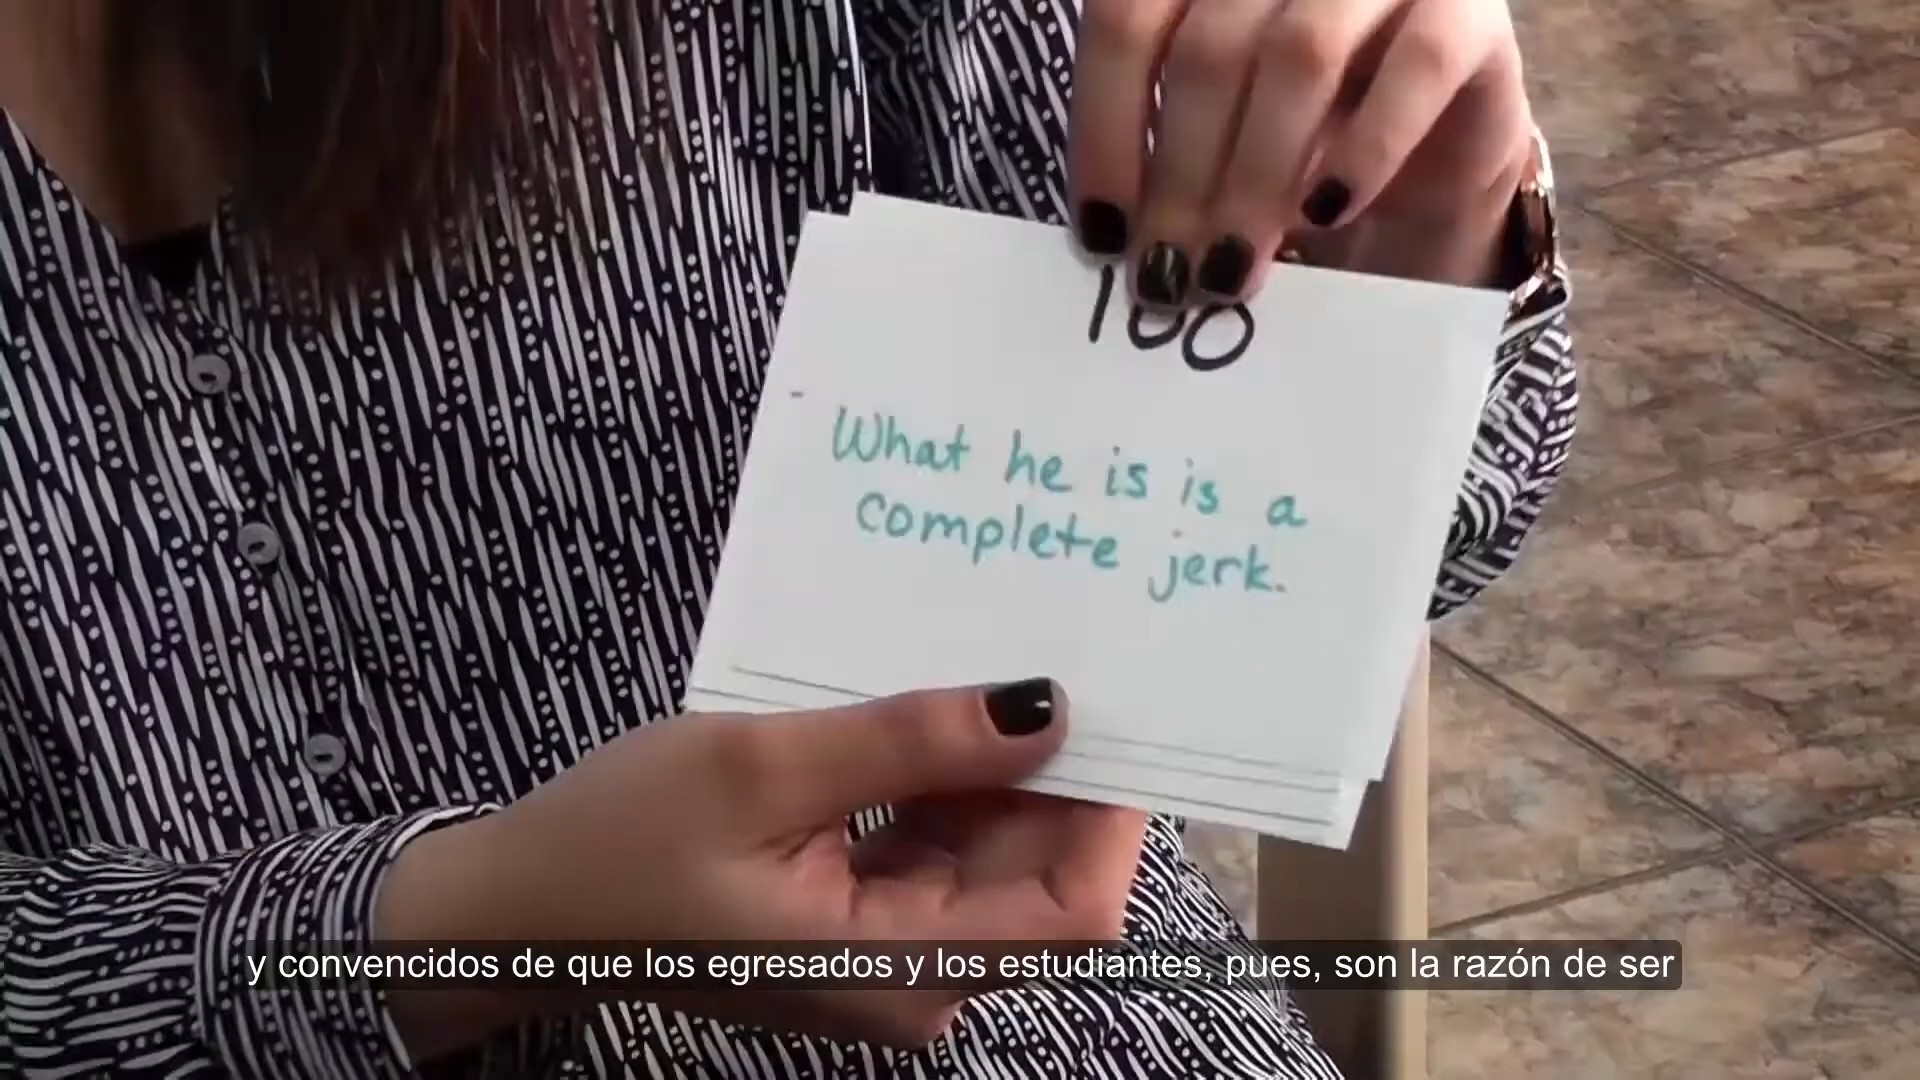 100
What he is is a
complete jerk.
y convencidos de que los egresados y los estudiantes, pues, son la razón de ser